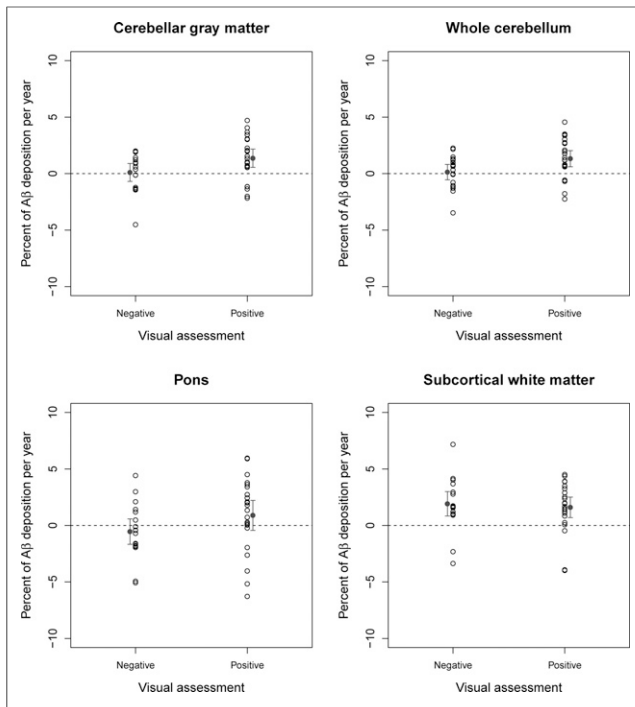 Cerebellar gray matter
Percent of Aβ deposition per year
10
5
0
−5
−10
Negative
Positive
Visual assessment
Whole cerebellum
Percent of Aβ deposition per year
10
5
0
−5
−10
Negative
Positive
Visual assessment
Pons
Percent of Aβ deposition per year
10
5
0
−5
−10
Negative
Positive
Visual assessment
Subcortical white matter
Percent of Aβ deposition per year
10
5
0
−5
−10
Negative
Positive
Visual assessment